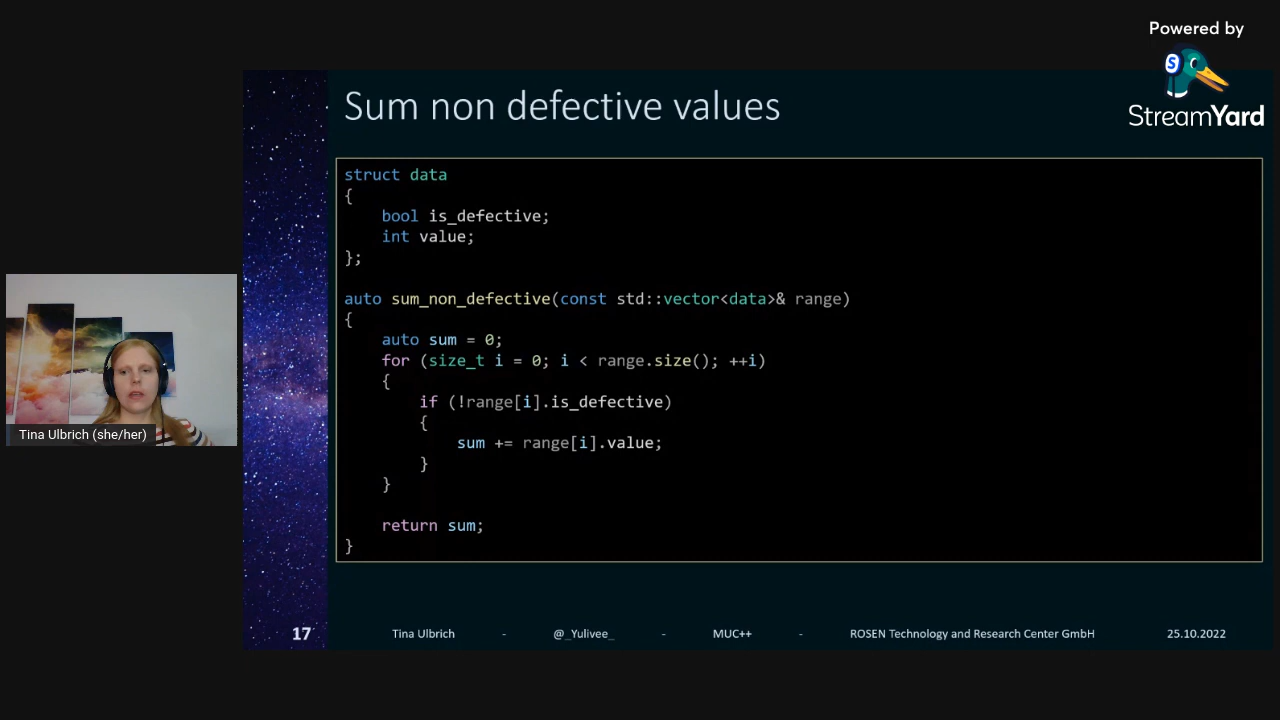 Powered by
StreamYard
Sum non defective values
struct data
{
    bool is_defective;
    int value;
};

auto sum_non_defective(const std::vector<data>& range)
{
    auto sum = 0;
    for (size_t i = 0; i < range.size(); ++i)
    {
        if (!range[i].is_defective)
        {
            sum += range[i].value;
        }
    }

    return sum;
}
Tina Ulbrich (she/her)
17 Tina Ulbrich - @_Yulivee_ - MUC++ - ROSEN Technology and Research Center GmbH 25.10.2022